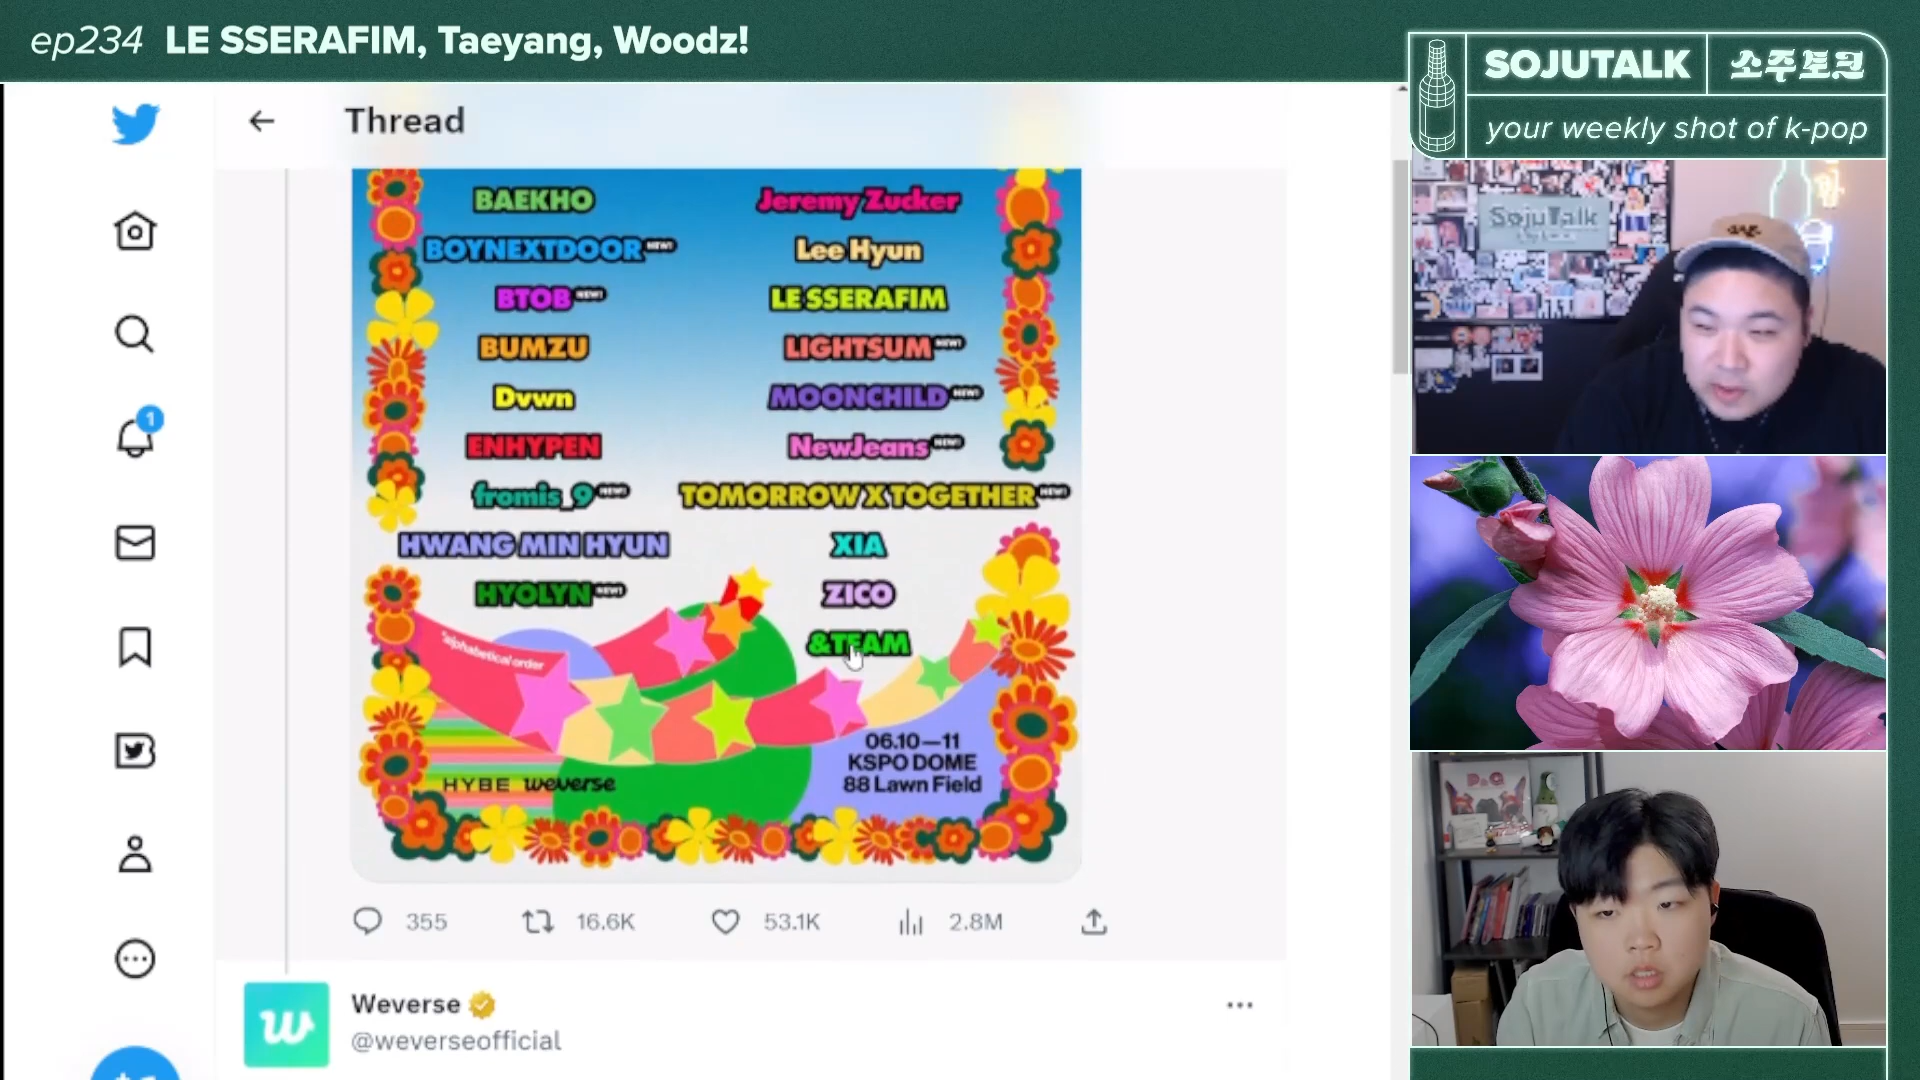 ep234 LE SSERAFIM, Taeyang, Woodz!
SOJUTALK 소주토크
your weekly shot of k-pop
Thread
1
BAEKHO
BOYNEXTDOOR NEW!
BTOB NEW!
BUMZU
Dvwn
ENHYPEN
fromis_9 NEW!
HWANG MIN HYUN
HYOLYN NEW!
Jeremy Zucker
Lee Hyun
LE SSERAFIM
LIGHTSUM NEW!
MOONCHILD NEW!
NewJeans NEW!
TOMORROW X TOGETHER NEW!
XIA
ZICO
&TEAM
*alphabetical order
06.10—11
KSPO DOME
88 Lawn Field
HYBE weverse
355 16.6K 53.1K 2.8M
w
Weverse
@weverseofficial
SojuTalk